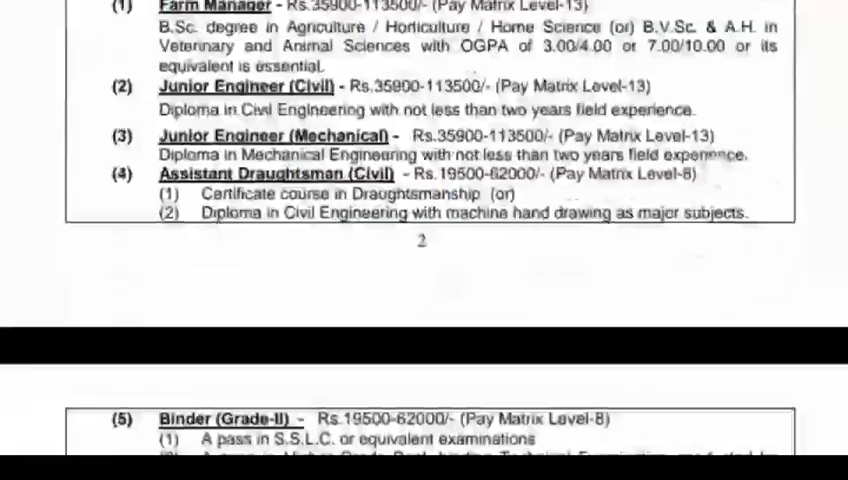 (1) Farm Manager - Rs.35900-113500/- (Pay Matrix Level-13)
B.Sc. degree in Agriculture / Horticulture / Home Science (or) B.V.Sc. & A.H. in
Veterinary and Animal Sciences with OGPA of 3.00/4.00 or 7.00/10.00 or its
equivalent is essential.
(2) Junior Engineer (Civil) - Rs.35900-113500/- (Pay Matrix Level-13)
Diploma in Civil Engineering with not less than two years field experience.
(3) Junior Engineer (Mechanical) - Rs.35900-113500/- (Pay Matrix Level-13)
Diploma in Mechanical Engineering with not less than two years field experience.
(4) Assistant Draughtsman (Civil) - Rs.19500-62000/- (Pay Matrix Level-8)
(1) Certificate course in Draughtsmanship (or)
(2) Diploma in Civil Engineering with machine hand drawing as major subjects.
2
(5) Binder (Grade-II) - Rs.19500-62000/- (Pay Matrix Level-8)
(1) A pass in S.S.L.C. or equivalent examinations